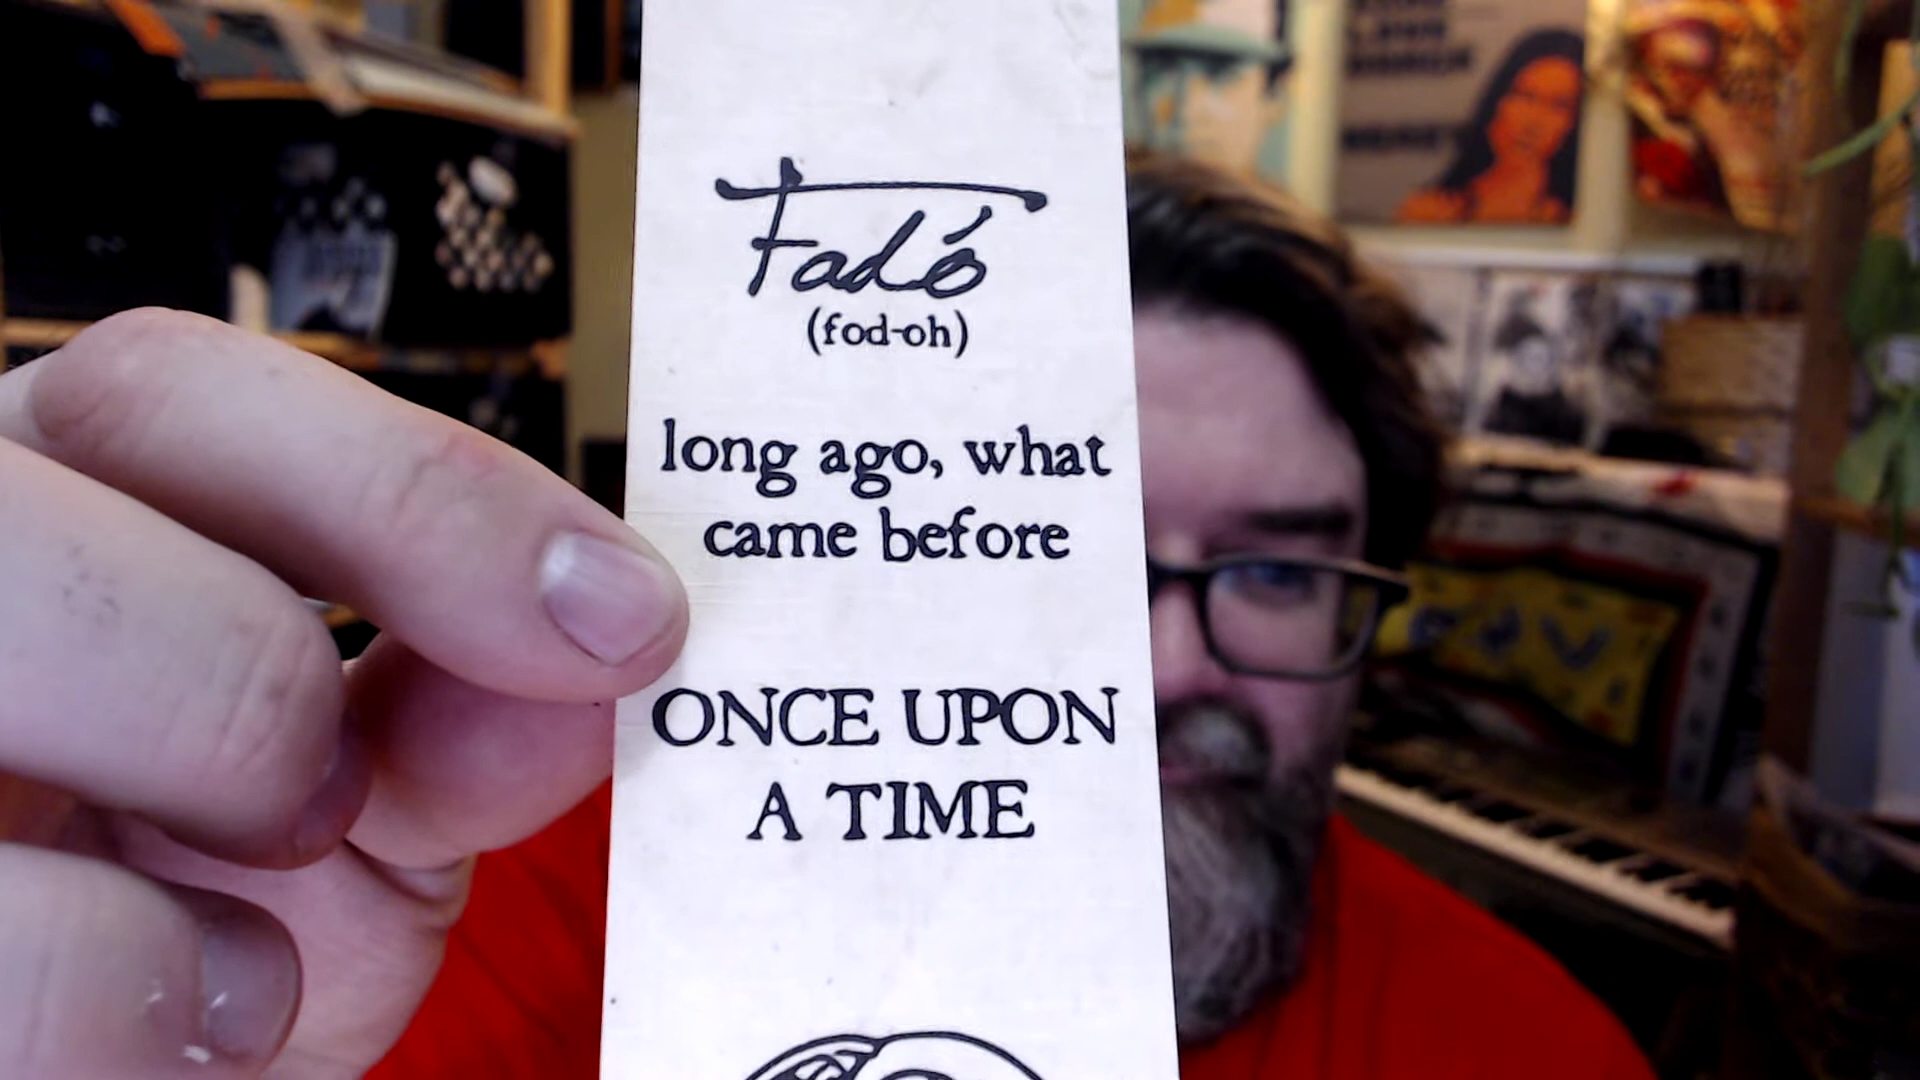 Fadó
(fod-oh)
long ago, what
came before
ONCE UPON
A TIME